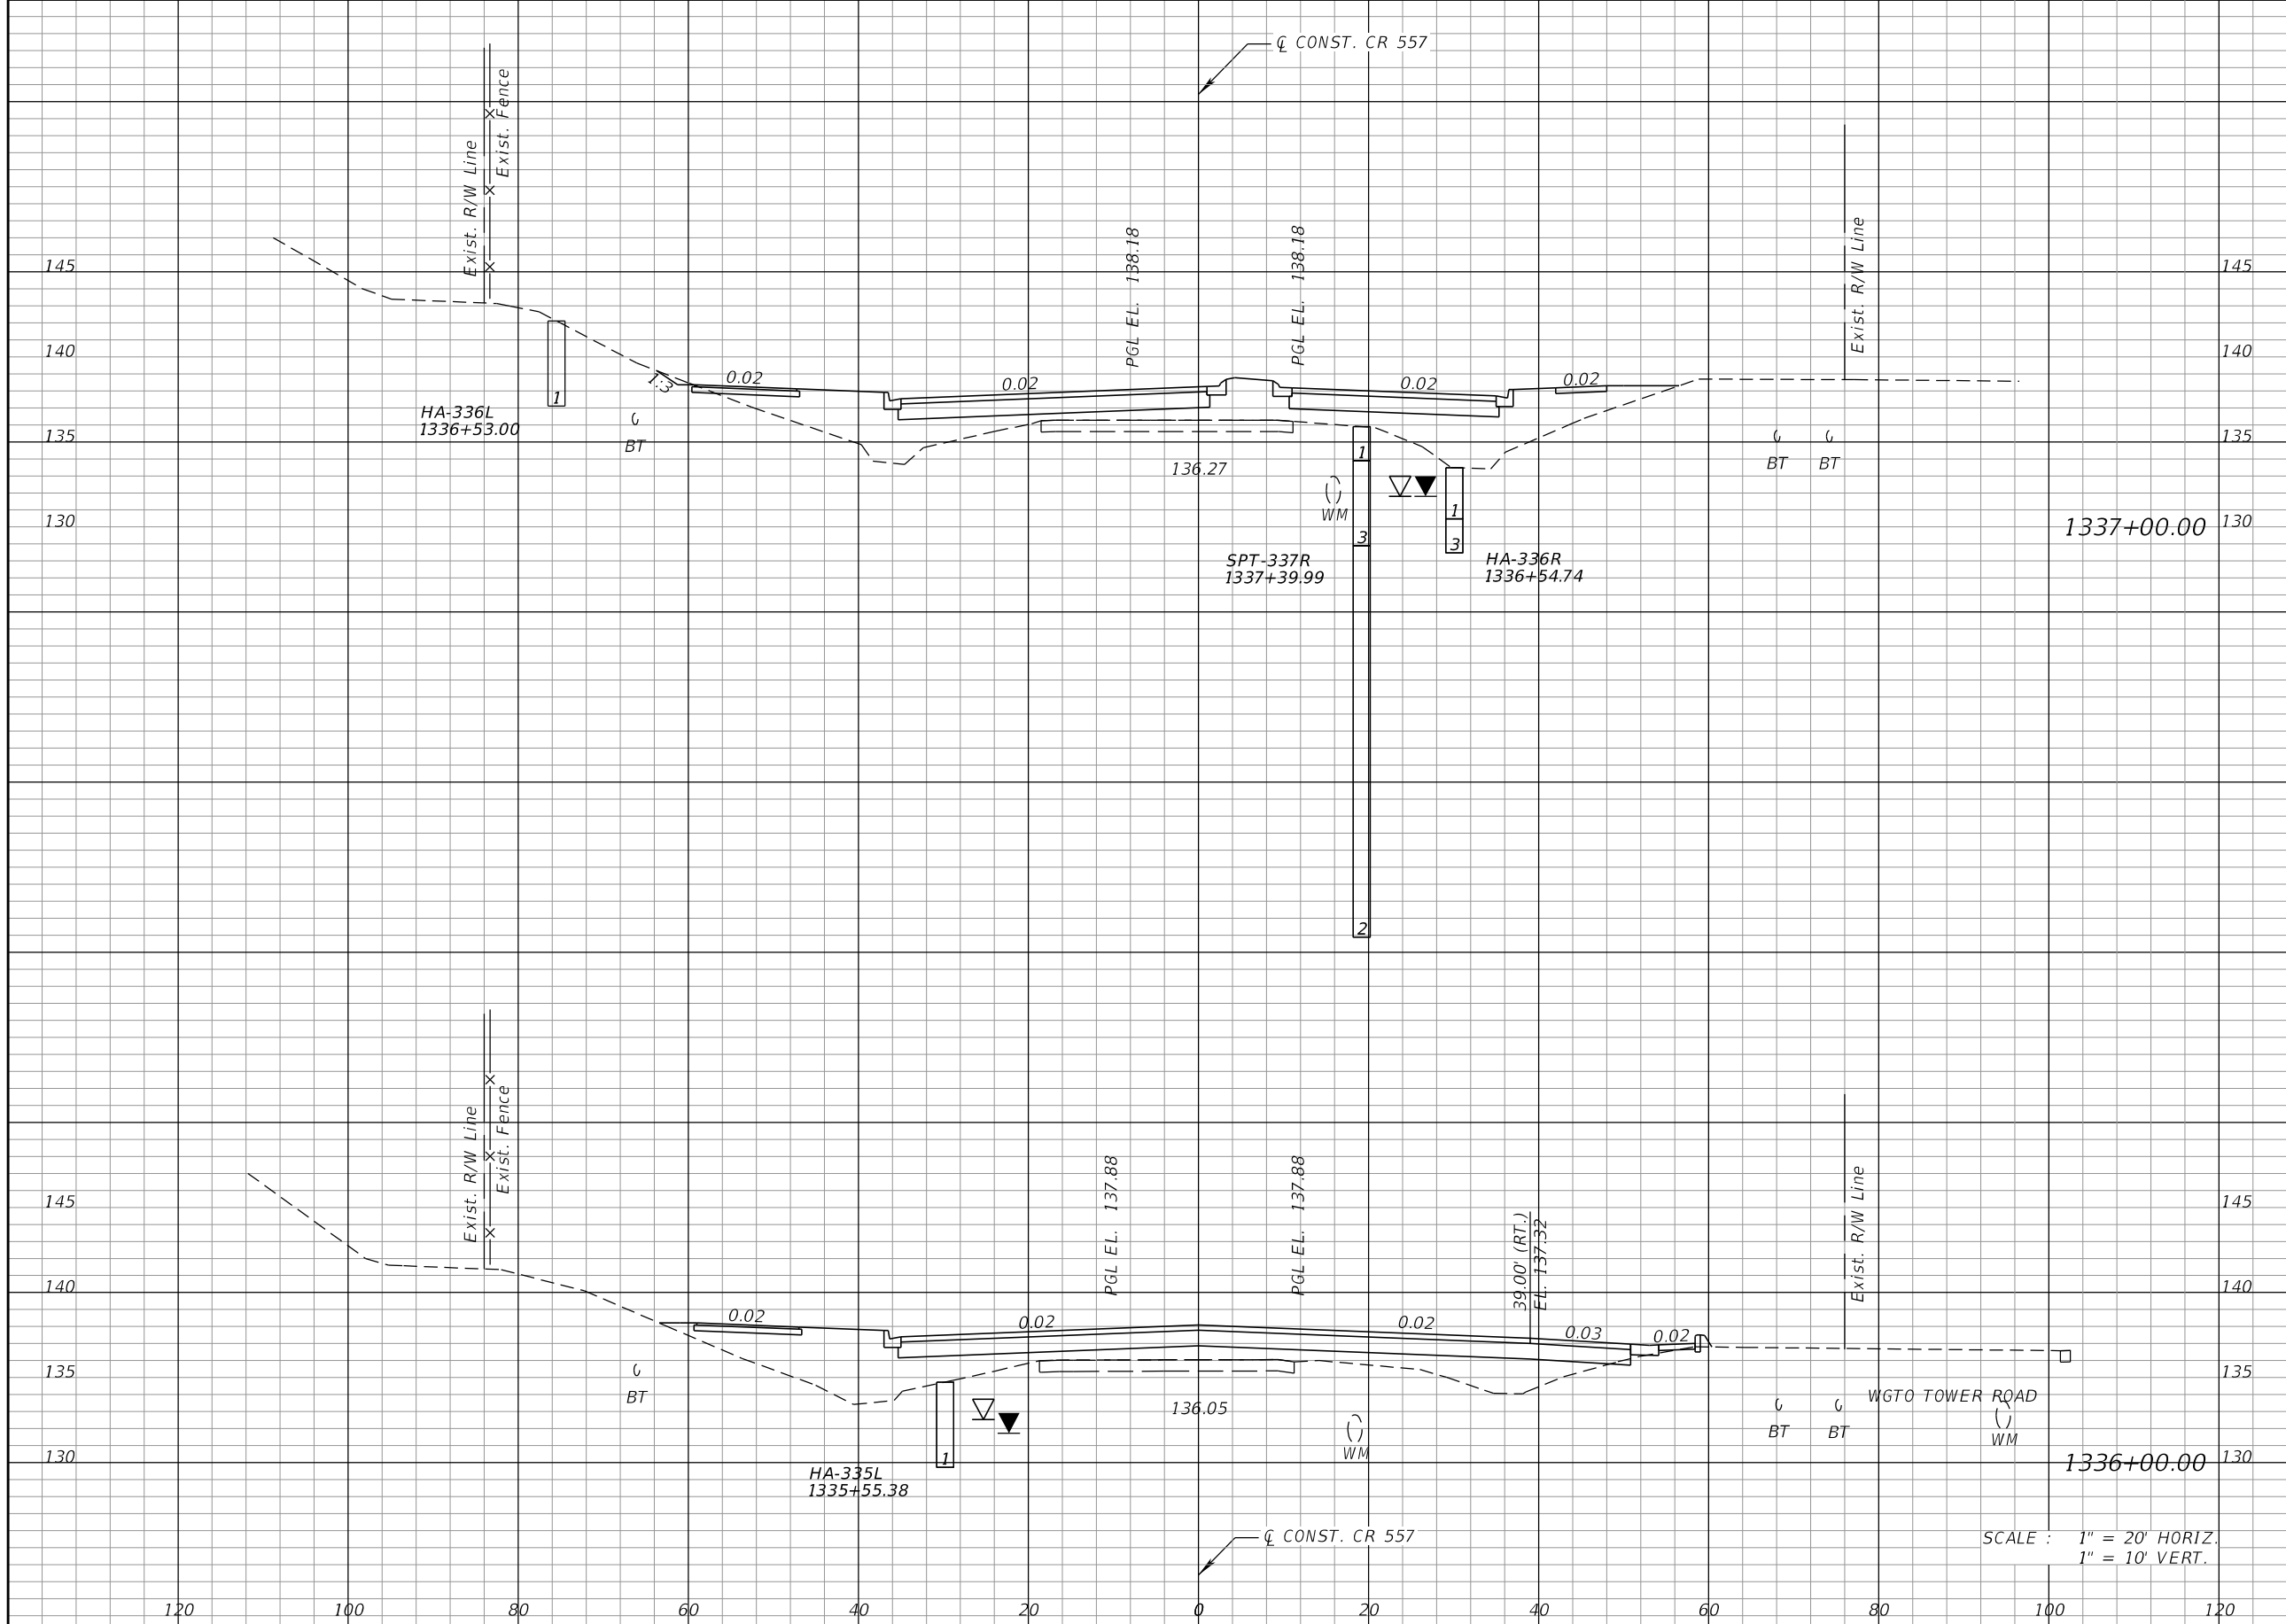 ℄ CONST. CR 557
Exist. R/W Line
Exist. Fence
PGL EL. 138.18
PGL EL. 138.18
Exist. R/W Line
145
145
140
140
1:3
0.02
0.02
0.02
0.02
1
HA-336L
1336+53.00
BT
135
135
BT
BT
136.27
1
WM
1
3
3
130
130
1337+00.00
SPT-337R
1337+39.99
HA-336R
1336+54.74
2
Exist. R/W Line
Exist. Fence
PGL EL. 137.88
PGL EL. 137.88
39.00' (RT.)
EL. 137.32
Exist. R/W Line
145
145
140
140
0.02
0.02
0.02
0.03
0.02
135
135
BT
136.05
WGTO TOWER ROAD
BT
BT
WM
WM
130
130
1
1336+00.00
HA-335L
1335+55.38
℄ CONST. CR 557
SCALE : 1" = 20' HORIZ.
1" = 10' VERT.
120 100 80 60 40 20 0 20 40 60 80 100 120